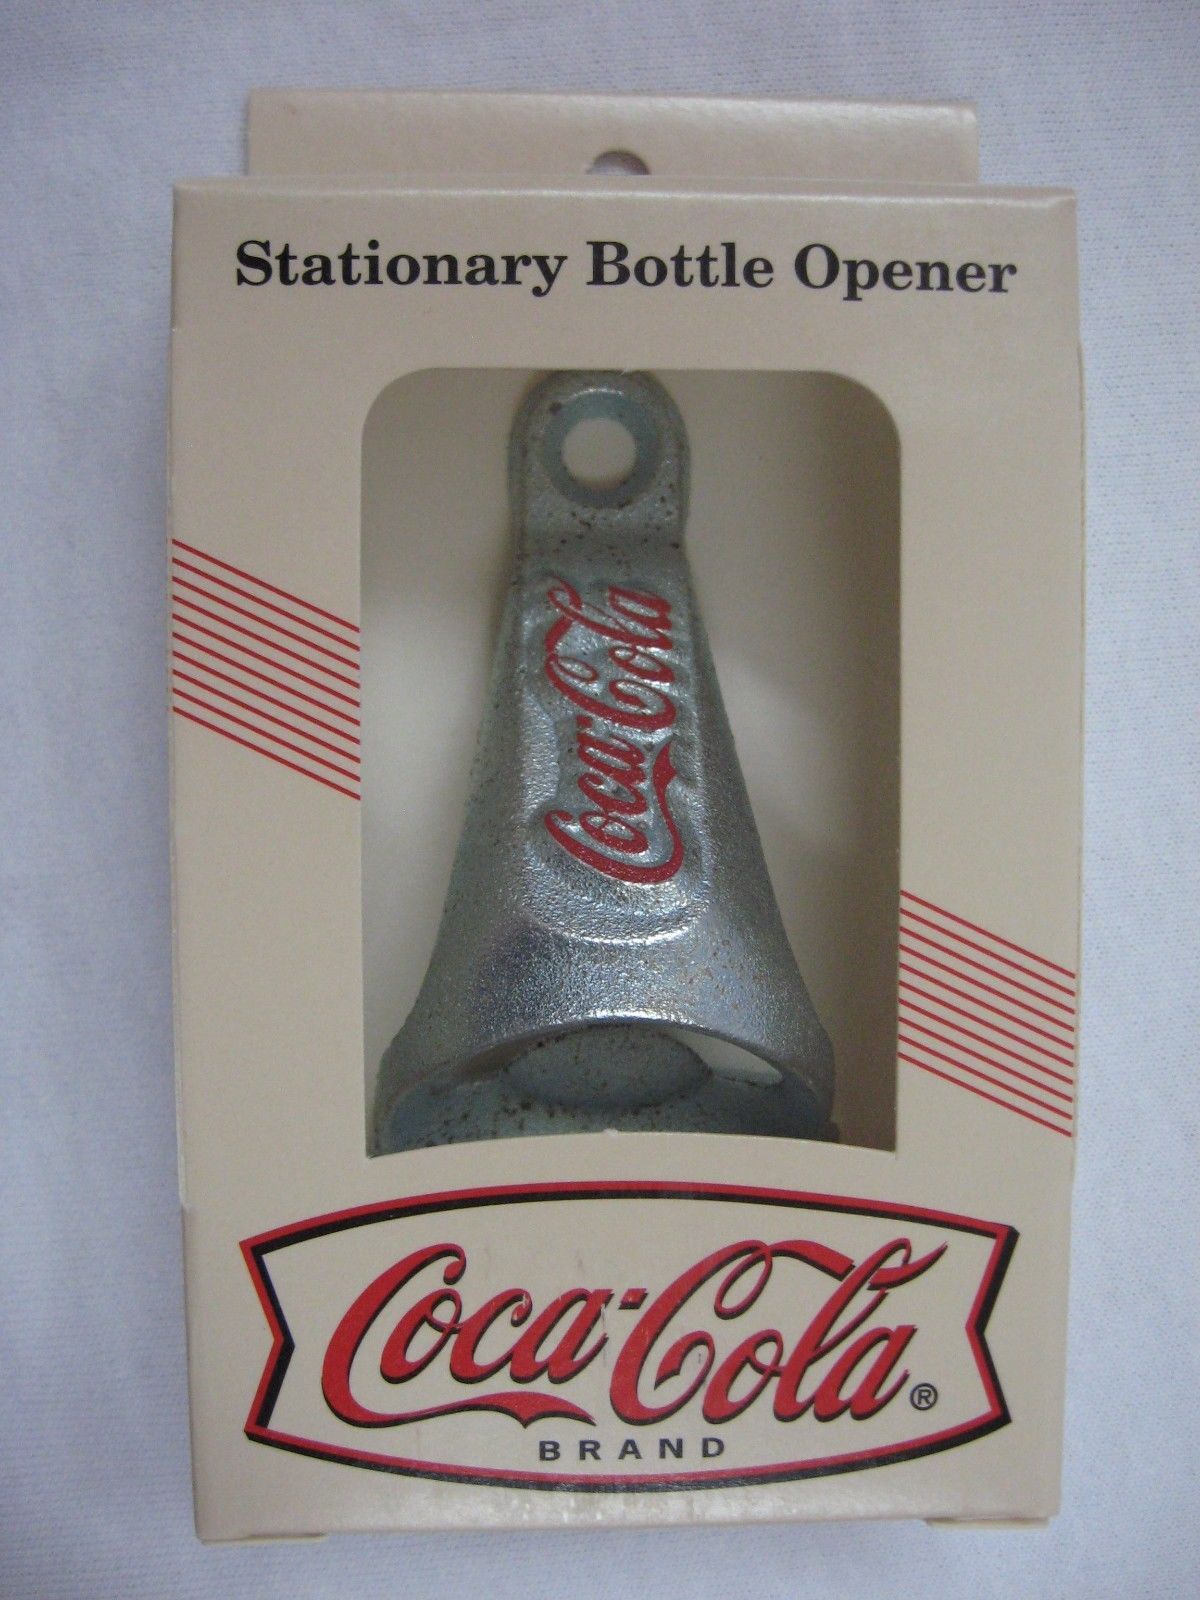 Stationary Bottle Opener
Coca-Cola
Coca-Cola®
BRAND